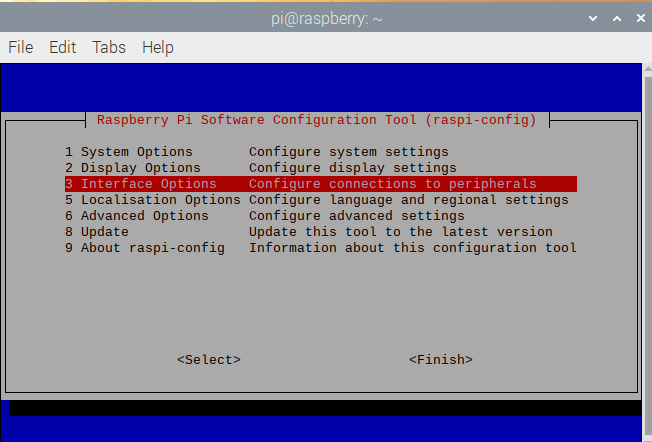 pi@raspberry: ~
File Edit Tabs Help
Raspberry Pi Software Configuration Tool (raspi-config)
1 System Options Configure system settings
2 Display Options Configure display settings
3 Interface Options Configure connections to peripherals
5 Localisation Options Configure language and regional settings
6 Advanced Options Configure advanced settings
8 Update Update this tool to the latest version
9 About raspi-config Information about this configuration tool
<Select> <Finish>